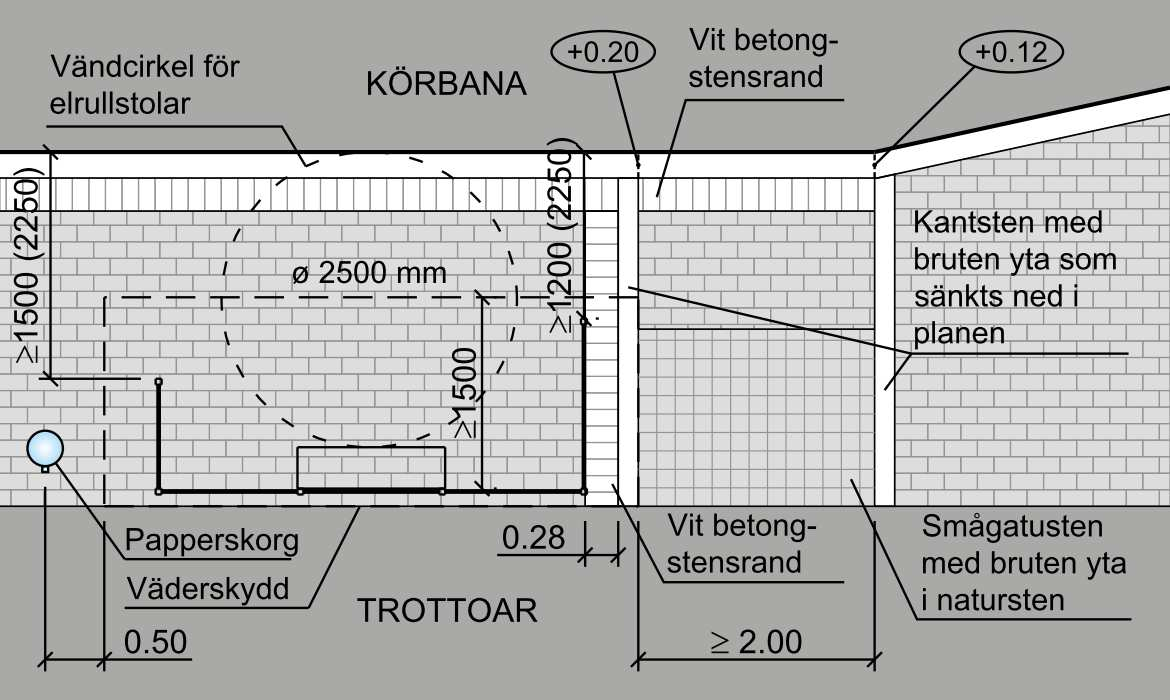 Vändcirkel för
elrullstolar
KÖRBANA
+0.20
Vit betong-
stensrand
+0.12
≥1500 (2250)
≥1200 (2250)
ø 2500 mm
≥1500
Kantsten med
bruten yta som
sänkts ned i
planen
Papperskorg
Väderskydd
0.28
Vit betong-
stensrand
Smågatusten
med bruten yta
i natursten
TROTTOAR
0.50
≥ 2.00